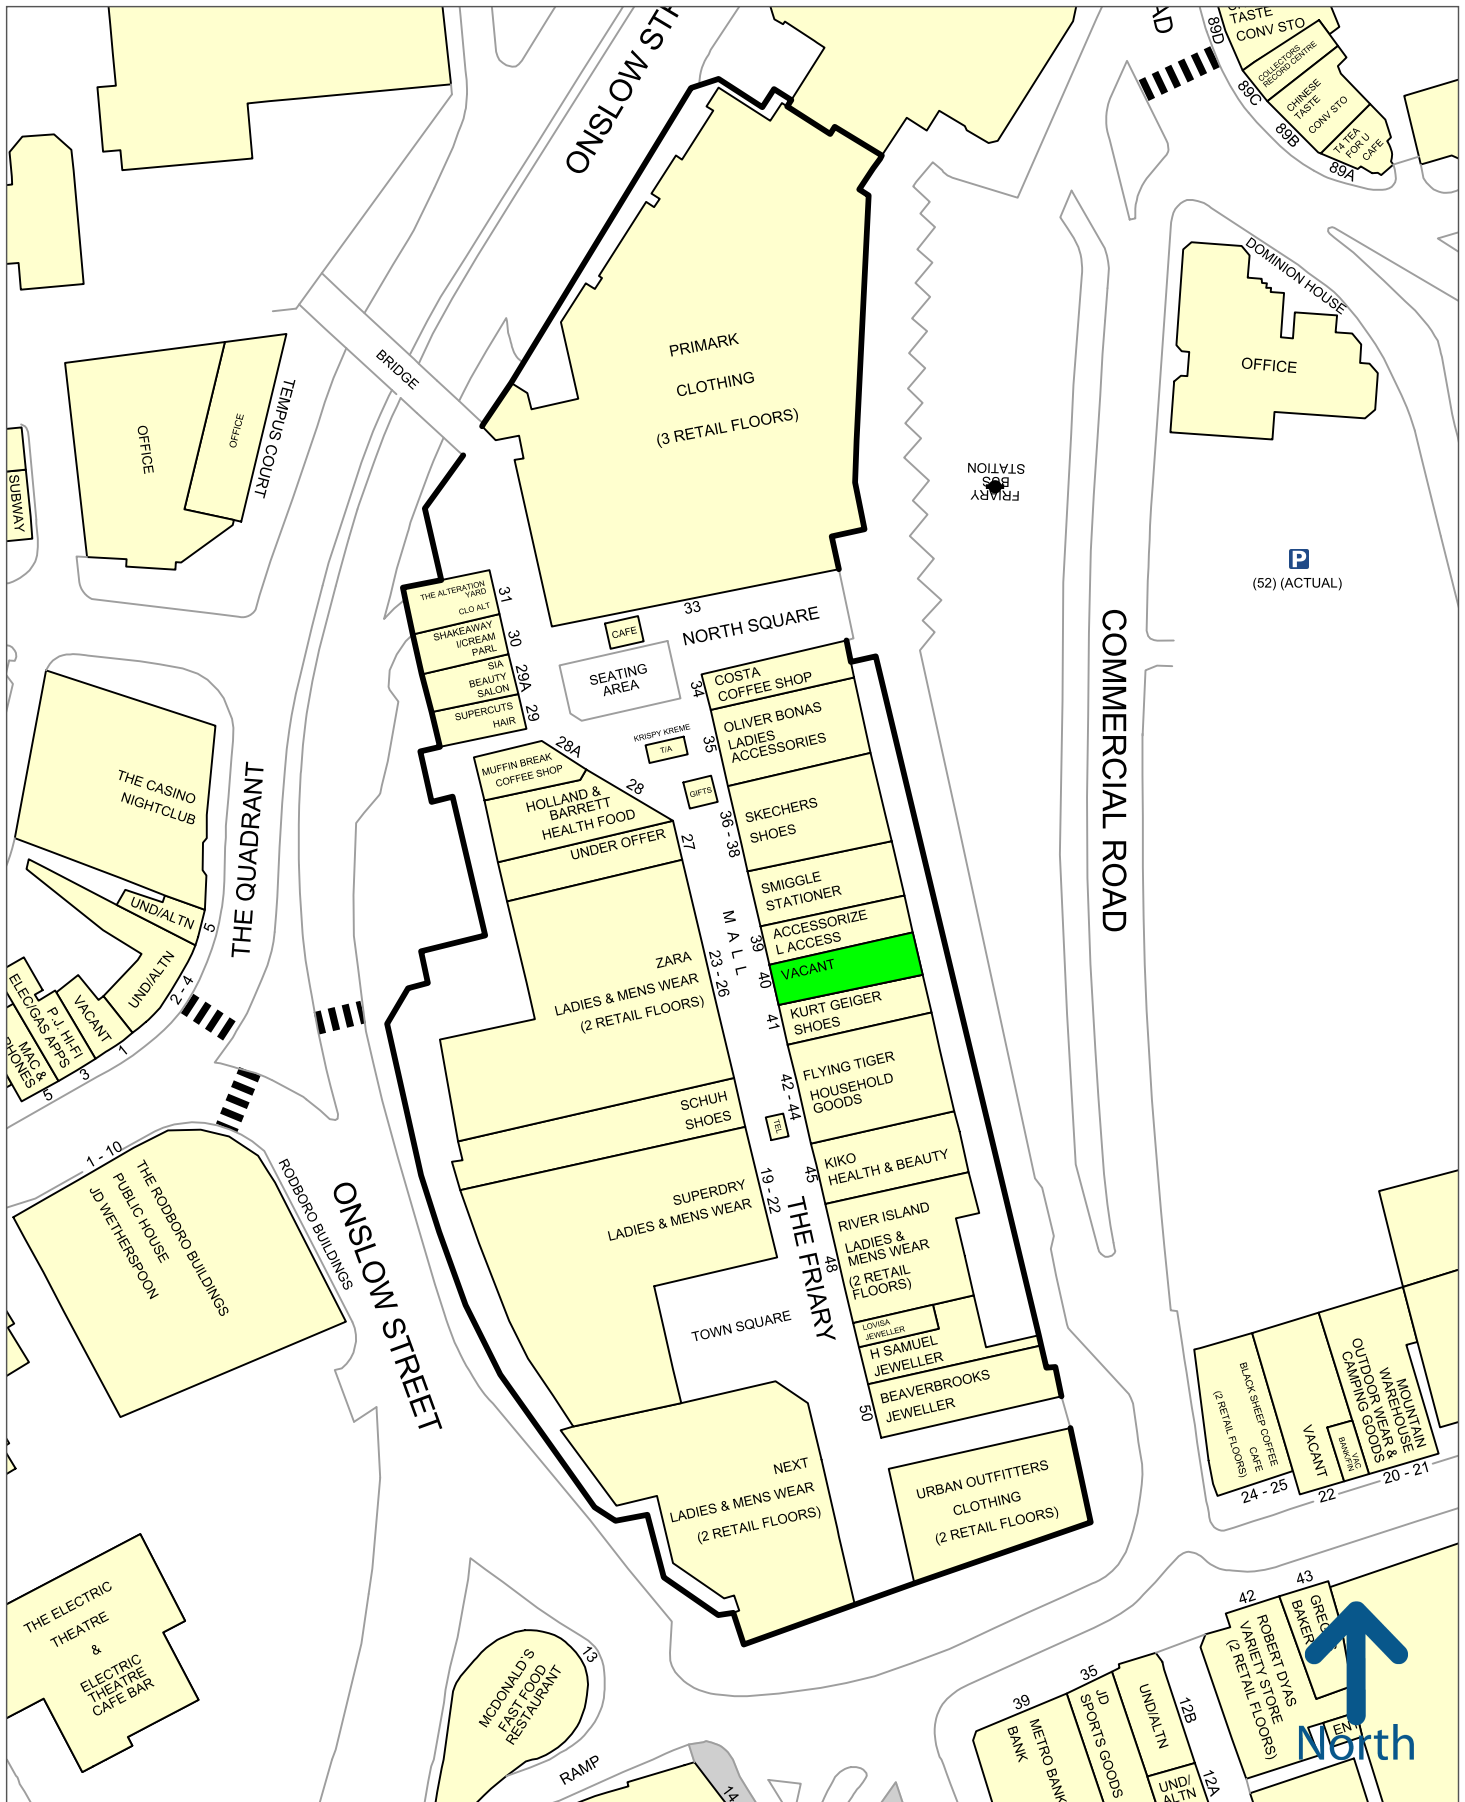 ONSLOW STR
AD
89D
TASTE
CONV STO
COLLECTORS
RECORD CENTRE
89C
CHINESE
TASTE
CONV STO
89B
T4 TEA
FOR U
CAFE
89A
DOMINION HOUSE
OFFICE
BRIDGE
PRIMARK
CLOTHING
(3 RETAIL FLOORS)
OFFICE
OFFICE
TEMPUS COURT
SUBWAY
FRIARY
BUS
STATION
P
(52) (ACTUAL)
COMMERCIAL ROAD
THE ALTERATION
YARD
CLO ALT
31
SHAKEAWAY
I/CREAM
PARL
30
SIA
BEAUTY
SALON
29A
SUPERCUTS
HAIR
29
33
NORTH SQUARE
CAFE
SEATING
AREA
34
COSTA
COFFEE SHOP
35
OLIVER BONAS
LADIES
ACCESSORIES
KRISPY KREME
T/A
GIFTS
28A
MUFFIN BREAK
COFFEE SHOP
28
HOLLAND &
BARRETT
HEALTH FOOD
UNDER OFFER
27
36 - 38
SKECHERS
SHOES
SMIGGLE
STATIONER
39
ACCESSORIZE
L ACCESS
40
VACANT
41
KURT GEIGER
SHOES
MALL
23 - 26
ZARA
LADIES & MENS WEAR
(2 RETAIL FLOORS)
42 - 44
FLYING TIGER
HOUSEHOLD
GOODS
TEL
SCHUH
SHOES
45
KIKO
HEALTH & BEAUTY
19 - 22
SUPERDRY
LADIES & MENS WEAR
THE FRIARY
48
RIVER ISLAND
LADIES &
MENS WEAR
(2 RETAIL
FLOORS)
TOWN SQUARE
LOVISA
JEWELLER
H SAMUEL
JEWELLER
50
BEAVERBROOKS
JEWELLER
NEXT
LADIES & MENS WEAR
(2 RETAIL FLOORS)
URBAN OUTFITTERS
CLOTHING
(2 RETAIL FLOORS)
THE CASINO
NIGHTCLUB
THE QUADRANT
UND/ALTN
5
UND/ALTN
2 - 4
VACANT
1
P.J. HI-FI
ELEC/GAS APPS
3
MAC &
PHONES
5
1 - 10
THE RODBORO BUILDINGS
PUBLIC HOUSE
JD WETHERSPOON
RODBORO BUILDINGS
ONSLOW STREET
THE ELECTRIC
THEATRE
&
ELECTRIC
THEATRE
CAFE BAR
MCDONALD'S
FAST FOOD
RESTAURANT
13
RAMP
14
BLACK SHEEP COFFEE
CAFE
(2 RETAIL FLOORS)
24 - 25
VACANT
22
VAC
BANK/FIN
MOUNTAIN
WAREHOUSE
OUTDOOR WEAR &
CAMPING GOODS
20 - 21
39
METRO BANK
BANK
35
JD
SPORTS GOODS
UND/ALTN
12B
UND/
ALTN
12A
42
ROBERT DYAS
VARIETY STORE
(2 RETAIL FLOORS)
43
GREG
BAKER
ENT
North